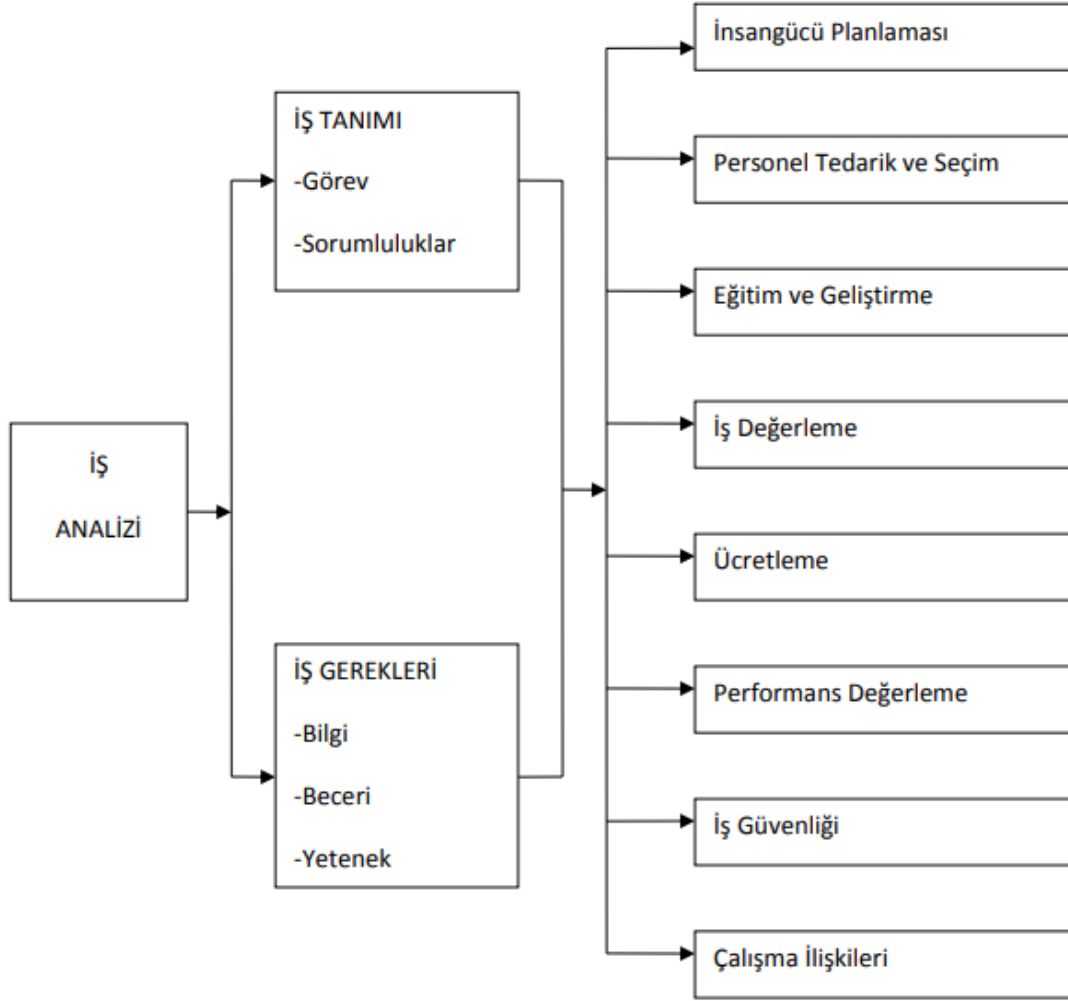 İŞ
ANALİZİ
İŞ TANIMI
-Görev
-Sorumluluklar
İŞ GEREKLERİ
-Bilgi
-Beceri
-Yetenek
İnsangücü Planlaması
Personel Tedarik ve Seçim
Eğitim ve Geliştirme
İş Değerleme
Ücretleme
Performans Değerleme
İş Güvenliği
Çalışma İlişkileri